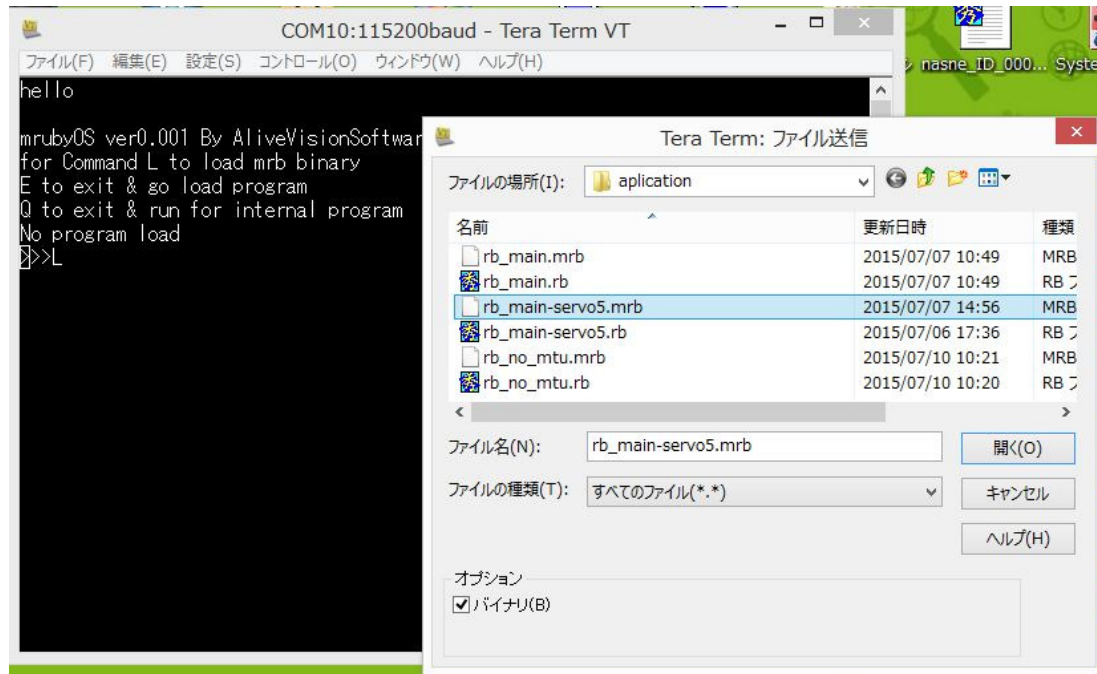 COM10:115200baud - Tera Term VT
ファイル(F) 編集(E) 設定(S) コントロール(O) ウィンドウ(W) ヘルプ(H)
nasne_ID_000... Syste
hello
mrubyOS ver0.001 By AliveVisionSoftwar
for Command L to load mrb binary
E to exit & go load program
Q to exit & run for internal program
No program load
>>>L
Tera Term: ファイル送信
ファイルの場所(I): aplication
名前 更新日時 種類
rb_main.mrb 2015/07/07 10:49 MRB
rb_main.rb 2015/07/07 10:49 RB フ
rb_main-servo5.mrb 2015/07/07 14:56 MRB
rb_main-servo5.rb 2015/07/06 17:36 RB フ
rb_no_mtu.mrb 2015/07/10 10:21 MRB
rb_no_mtu.rb 2015/07/10 10:20 RB フ
ファイル名(N): rb_main-servo5.mrb 開く(O)
ファイルの種類(T): すべてのファイル(*.*) キャンセル
ヘルプ(H)
オプション
バイナリ(B)